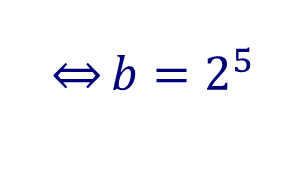 ⇔ b = 2⁵